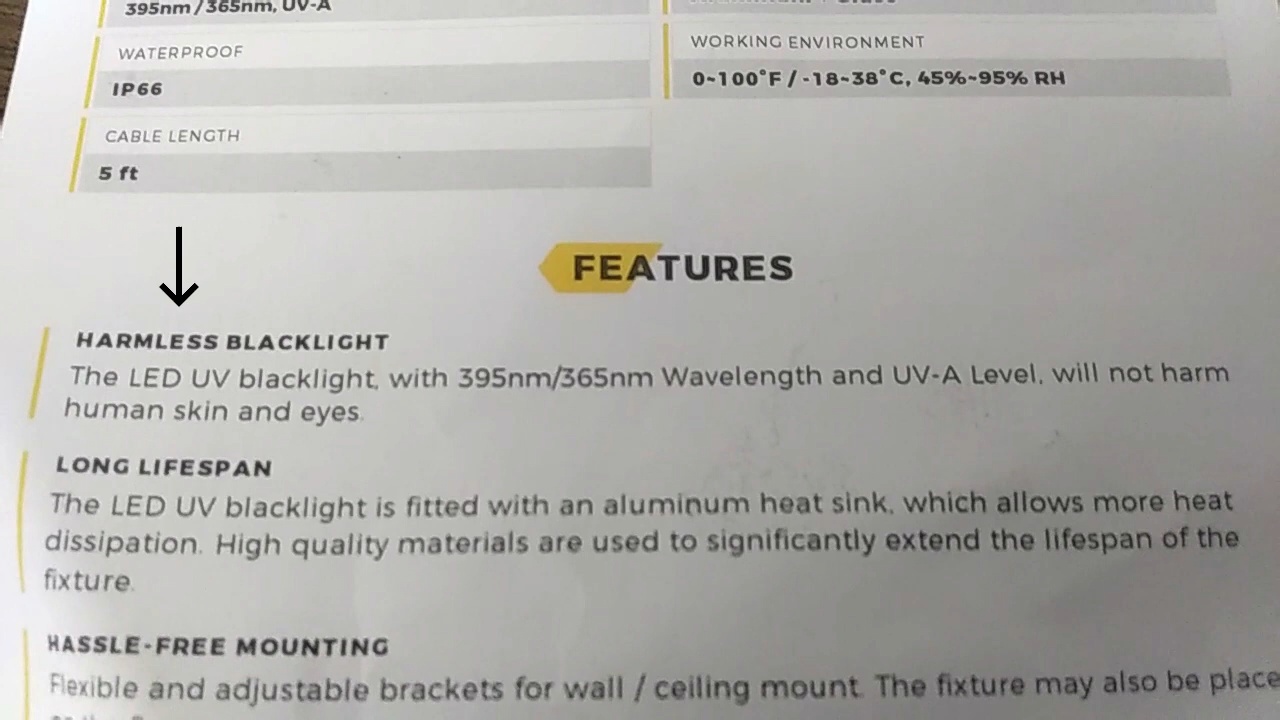 395nm / 365nm, UV-A
WATERPROOF
IP66
WORKING ENVIRONMENT
0~100°F / -18~38°C, 45%~95% RH
CABLE LENGTH
5 ft
FEATURES
HARMLESS BLACKLIGHT
The LED UV blacklight, with 395nm/365nm Wavelength and UV-A Level, will not harm
human skin and eyes.
LONG LIFESPAN
The LED UV blacklight is fitted with an aluminum heat sink, which allows more heat
dissipation. High quality materials are used to significantly extend the lifespan of the
fixture.
HASSLE-FREE MOUNTING
Flexible and adjustable brackets for wall / ceiling mount. The fixture may also be place